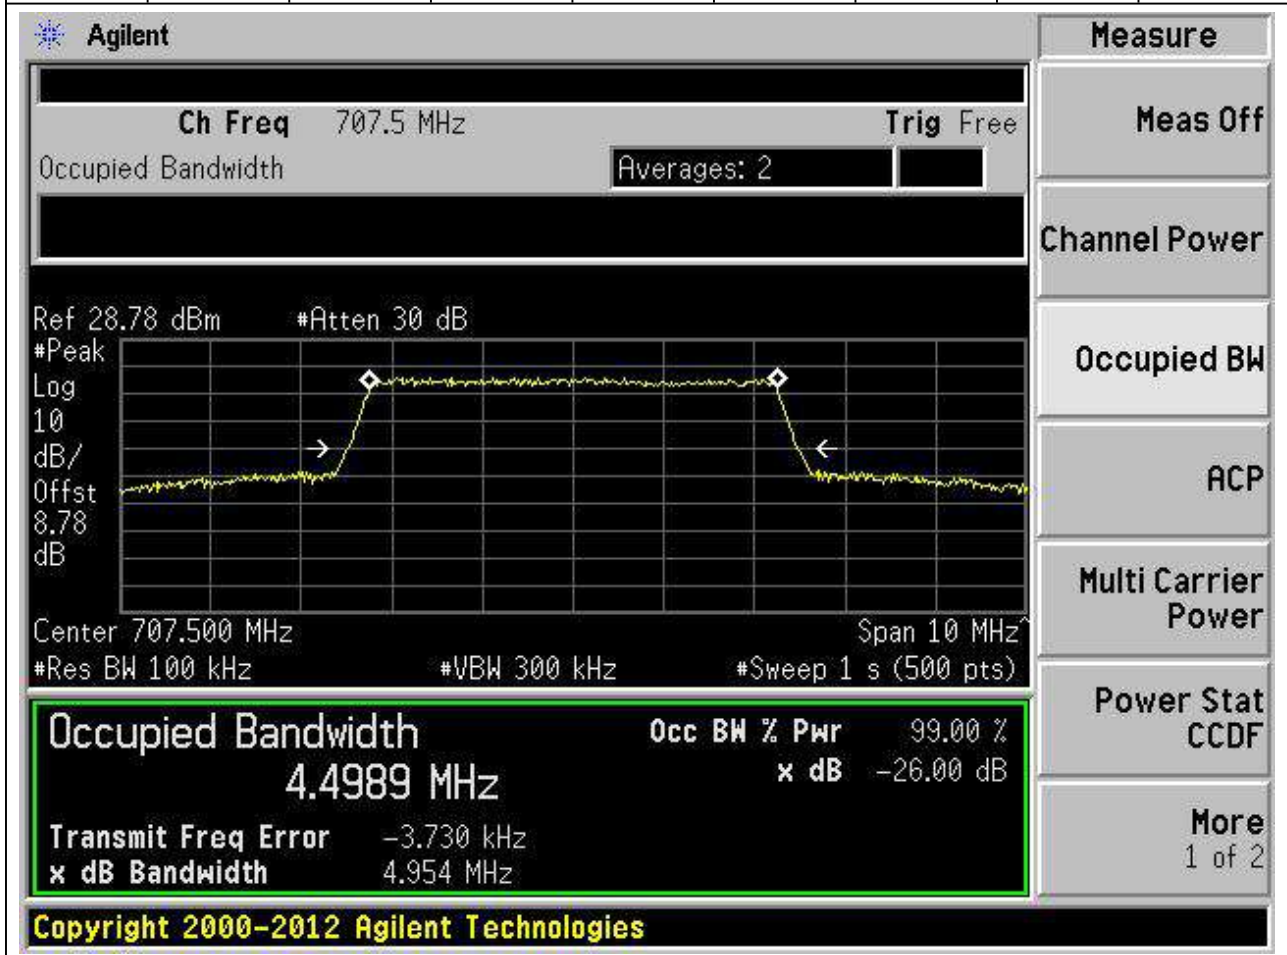 Agilent
Measure
Ch Freq 707.5 MHz Trig Free
Meas Off
Occupied Bandwidth Averages: 2
Channel Power
Ref 28.78 dBm #Atten 30 dB
#Peak
Log
10
dB/
Offst
8.78
dB
Occupied BW
ACP
Multi Carrier
Power
Center 707.500 MHz Span 10 MHz^
#Res BW 100 kHz #VBW 300 kHz #Sweep 1 s (500 pts)
Power Stat
CCDF
Occupied Bandwidth Occ BW % Pwr 99.00 %
4.4989 MHz x dB -26.00 dB
Transmit Freq Error -3.730 kHz
x dB Bandwidth 4.954 MHz
More
1 of 2
Copyright 2000-2012 Agilent Technologies